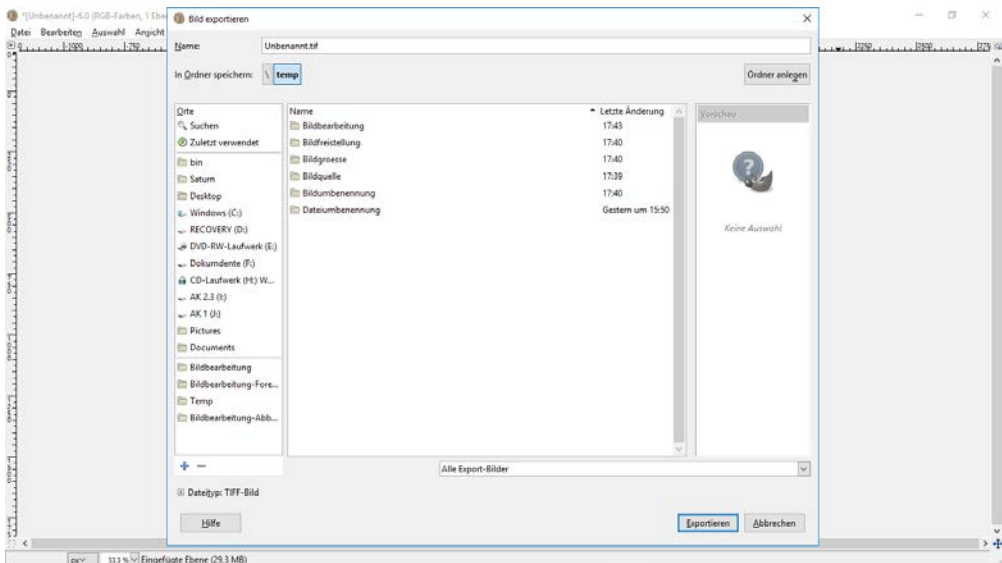 *[Unbenannt]-6.0 (RGB-Farben, 1 Ebe
Bild exportieren
Datei Bearbeiten Auswahl Ansicht
Name: Unbenannt.tif
In Ordner speichern: \ temp Ordner anlegen
Orte Name Letzte Änderung Vorschau
Suchen Bildbearbeitung 17:43
Zuletzt verwendet Bildfreistellung 17:40
bin Bildgroesse 17:40
Saturn Bildquelle 17:39
Desktop Bildumbenennung 17:40
Windows (C:) Dateiumbenennung Gestern um 15:50
RECOVERY (D:) Keine Auswahl
DVD-RW-Laufwerk (E:)
Dokumdente (F:)
CD-Laufwerk (H:) W...
AK 2.3 (I:)
AK 1 (J:)
Pictures
Documents
Bildbearbeitung
Bildbearbeitung-Fore...
Temp
Bildbearbeitung-Abb...
Alle Export-Bilder
Dateityp: TIFF-Bild
Hilfe Exportieren Abbrechen
px 33,3 % Eingefügte Ebene (29.3 MB)